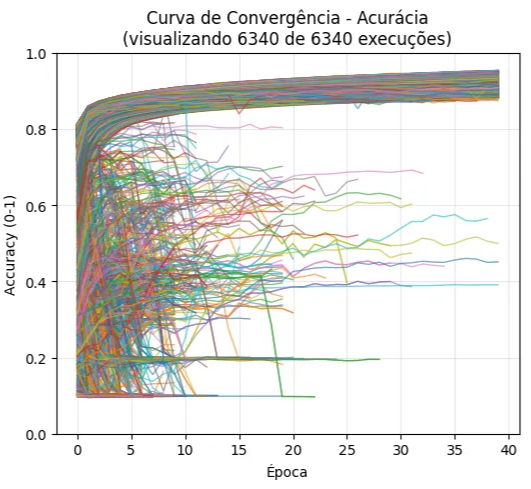 Curva de Convergência - Acurácia
(visualizando 6340 de 6340 execuções)
1.0
0.8
0.6
0.4
0.2
0.0
Accuracy (0-1)
0 5 10 15 20 25 30 35 40
Época